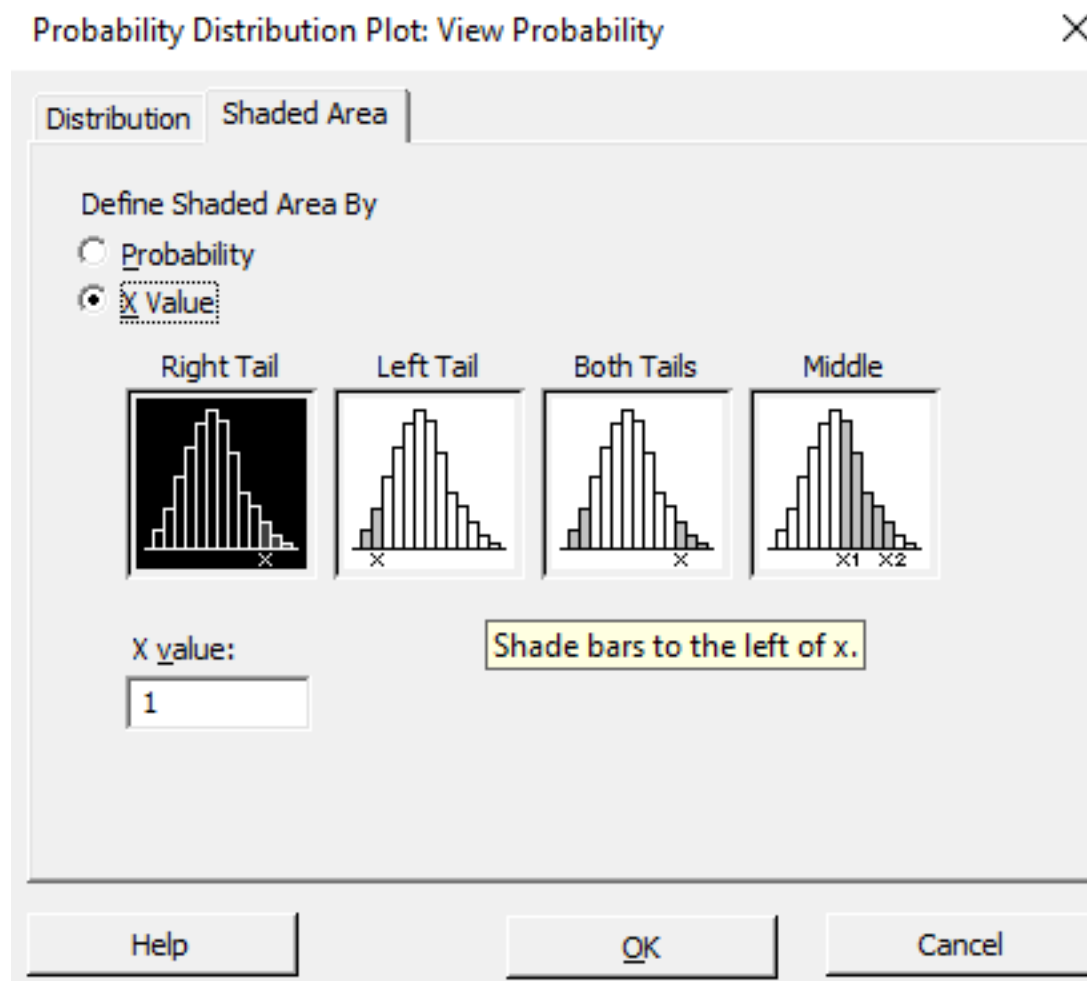 Probability Distribution Plot: View Probability
Distribution Shaded Area
Define Shaded Area By
Probability
X Value
Right Tail Left Tail Both Tails Middle
X X X X1 X2
X value:
Shade bars to the left of x.
1
Help OK Cancel